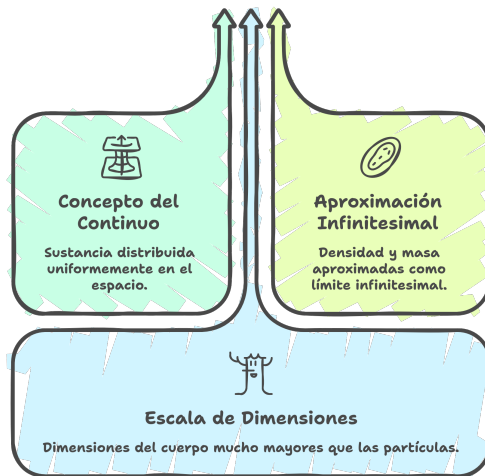 Concepto del
Continuo
Sustancia distribuida
uniformemente en el
espacio.
Aproximación
Infinitesimal
Densidad y masa
aproximadas como
límite infinitesimal.
Escala de Dimensiones
Dimensiones del cuerpo mucho mayores que las partículas.